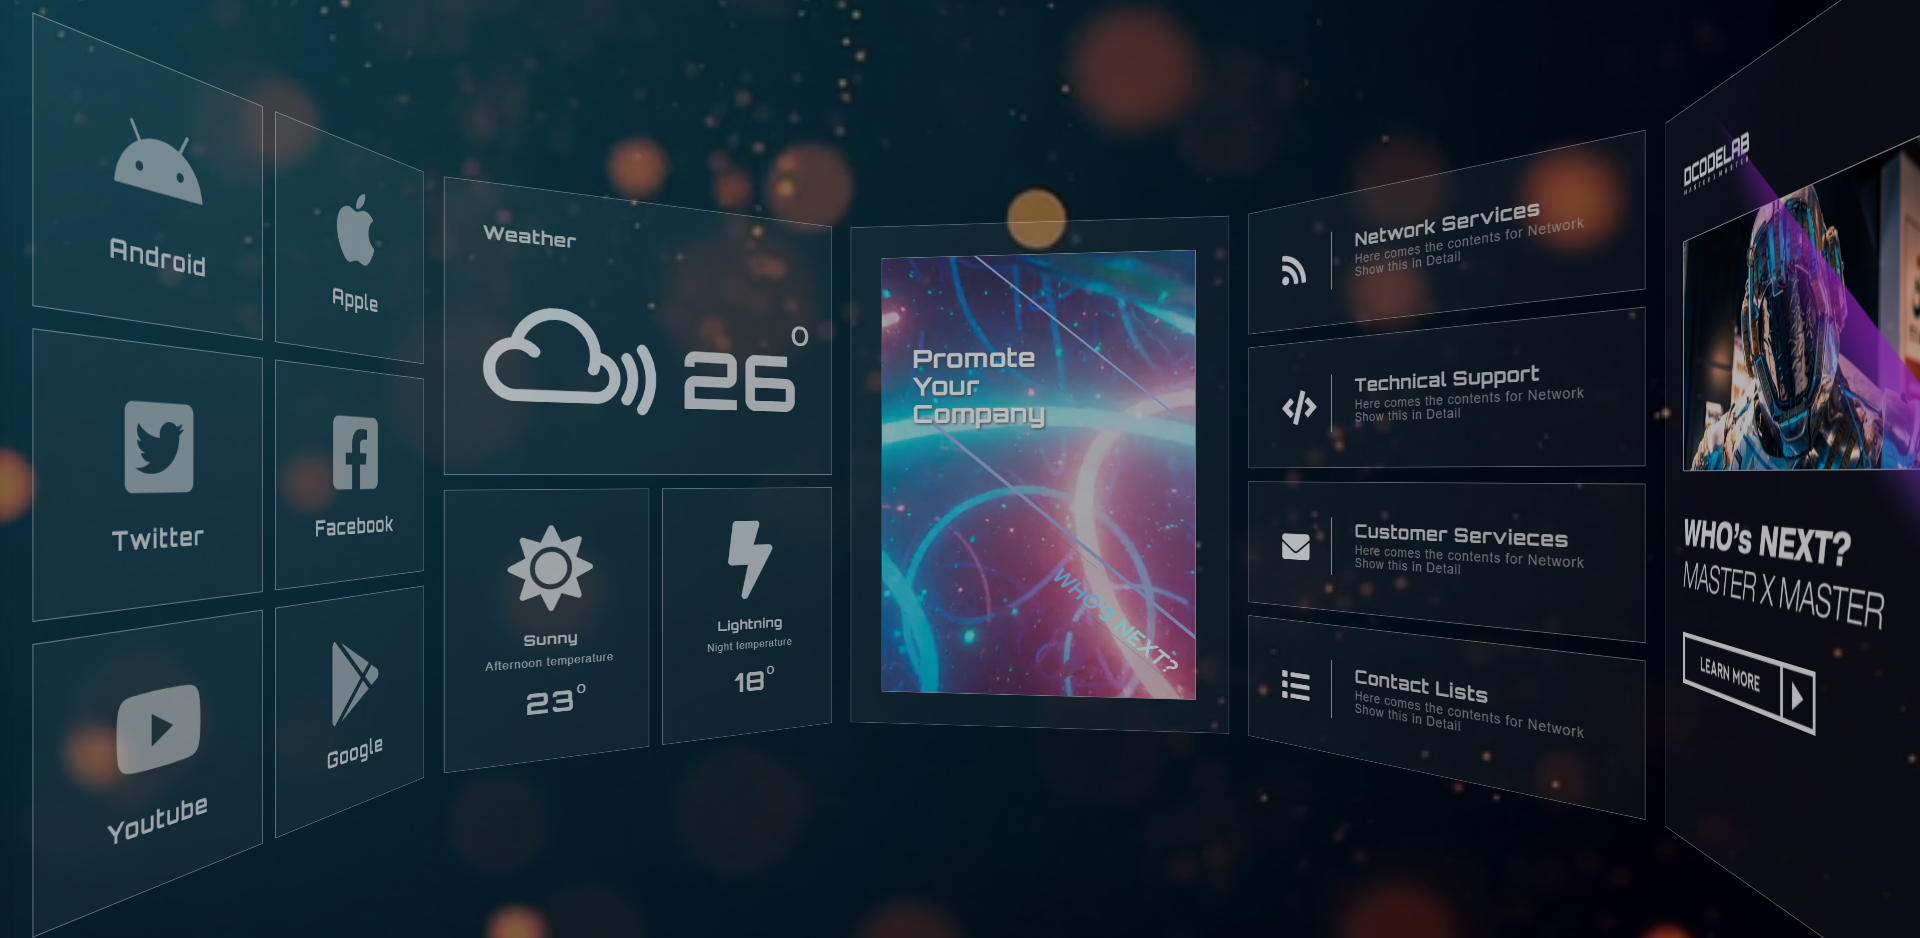 Android
Apple
Twitter
Facebook
Youtube
Google
Weather
26°
Sunny
Afternoon temperature
23°
Lightning
Night temperature
18°
Promote
Your
Company
WHO'S NEXT?
Network Services
Here comes the contents for Network
Show this in Detail
Technical Support
Here comes the contents for Network
Show this in Detail
Customer Servieces
Here comes the contents for Network
Show this in Detail
Contact Lists
Here comes the contents for Network
Show this in Detail
DCODELAB
MASTER X MASTER
WHO's NEXT?
MASTER X MASTER
LEARN MORE